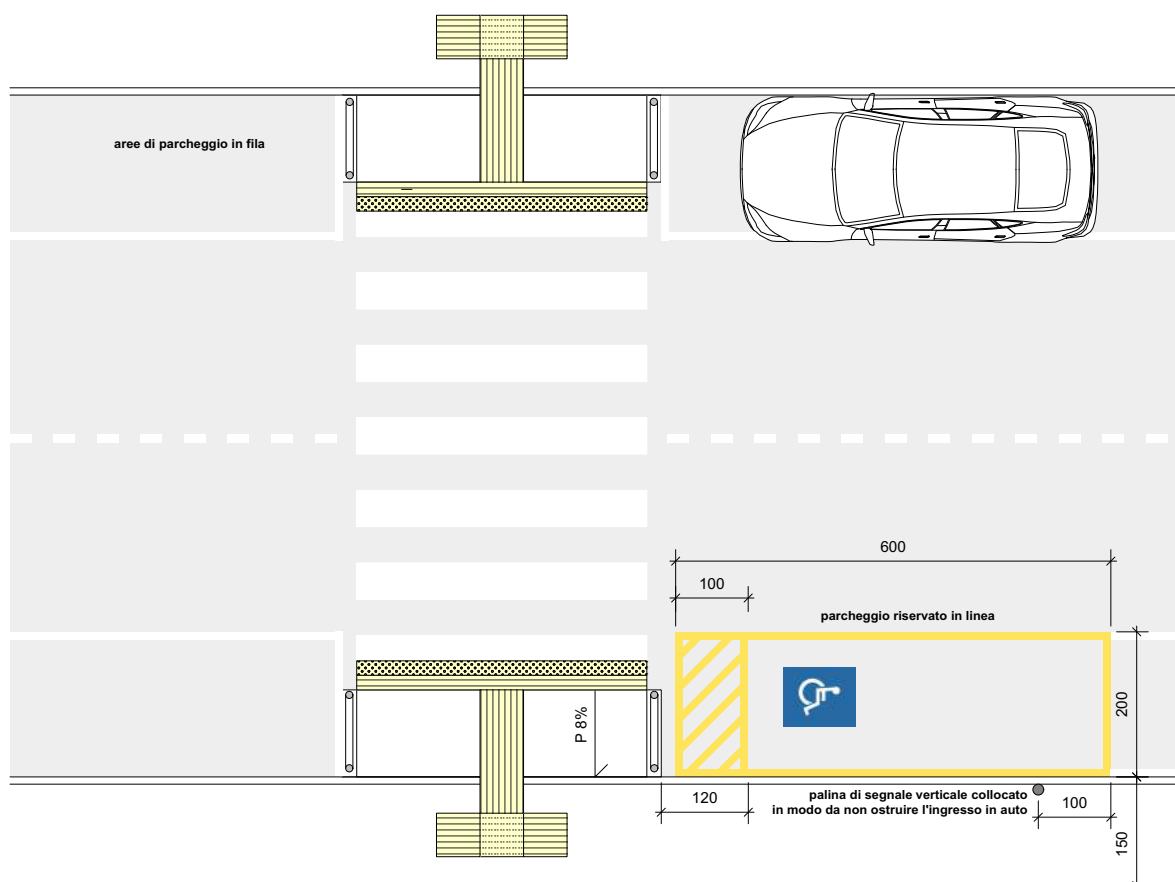 aree di parcheggio in fila
600
100
parcheggio riservato in linea
200
P 8%
120
palina di segnale verticale collocato
in modo da non ostruire l'ingresso in auto
100
150